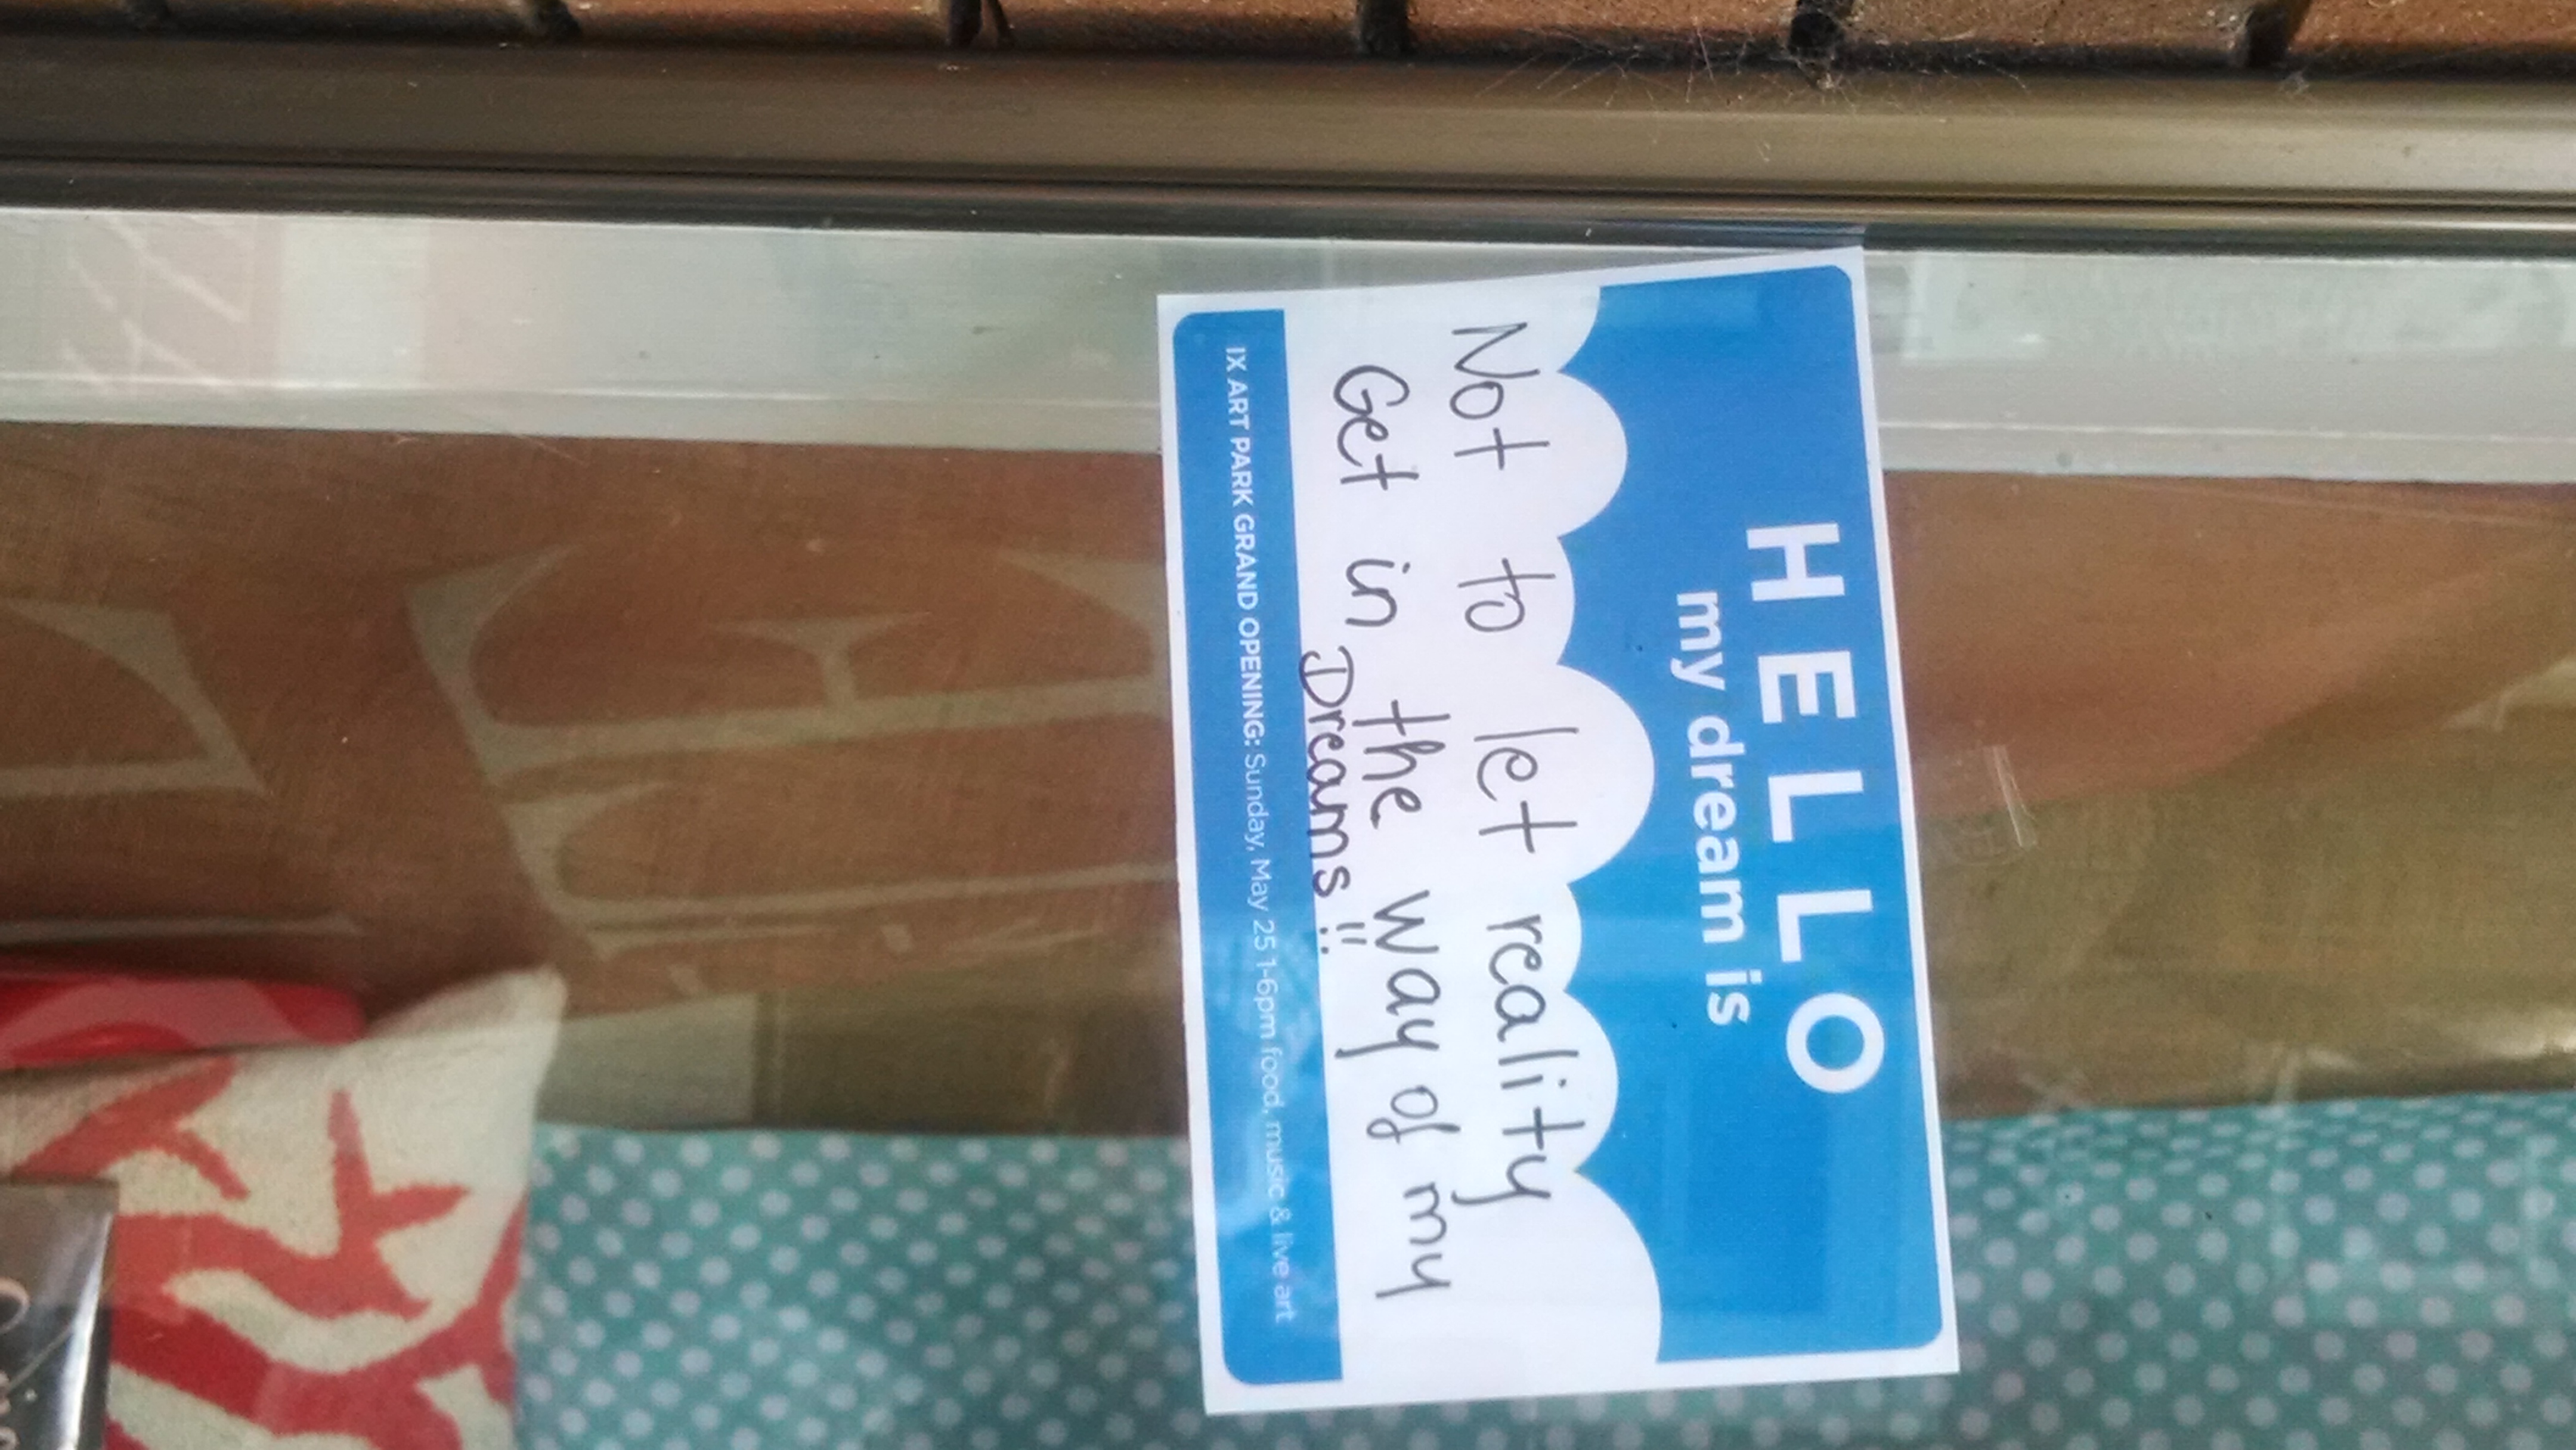 HELLO
my dream is
Not to let reality
Get in the way of my
Dreams!!
IX ART PARK GRAND OPENING: Sunday, May 25 1-6pm food, music & live art